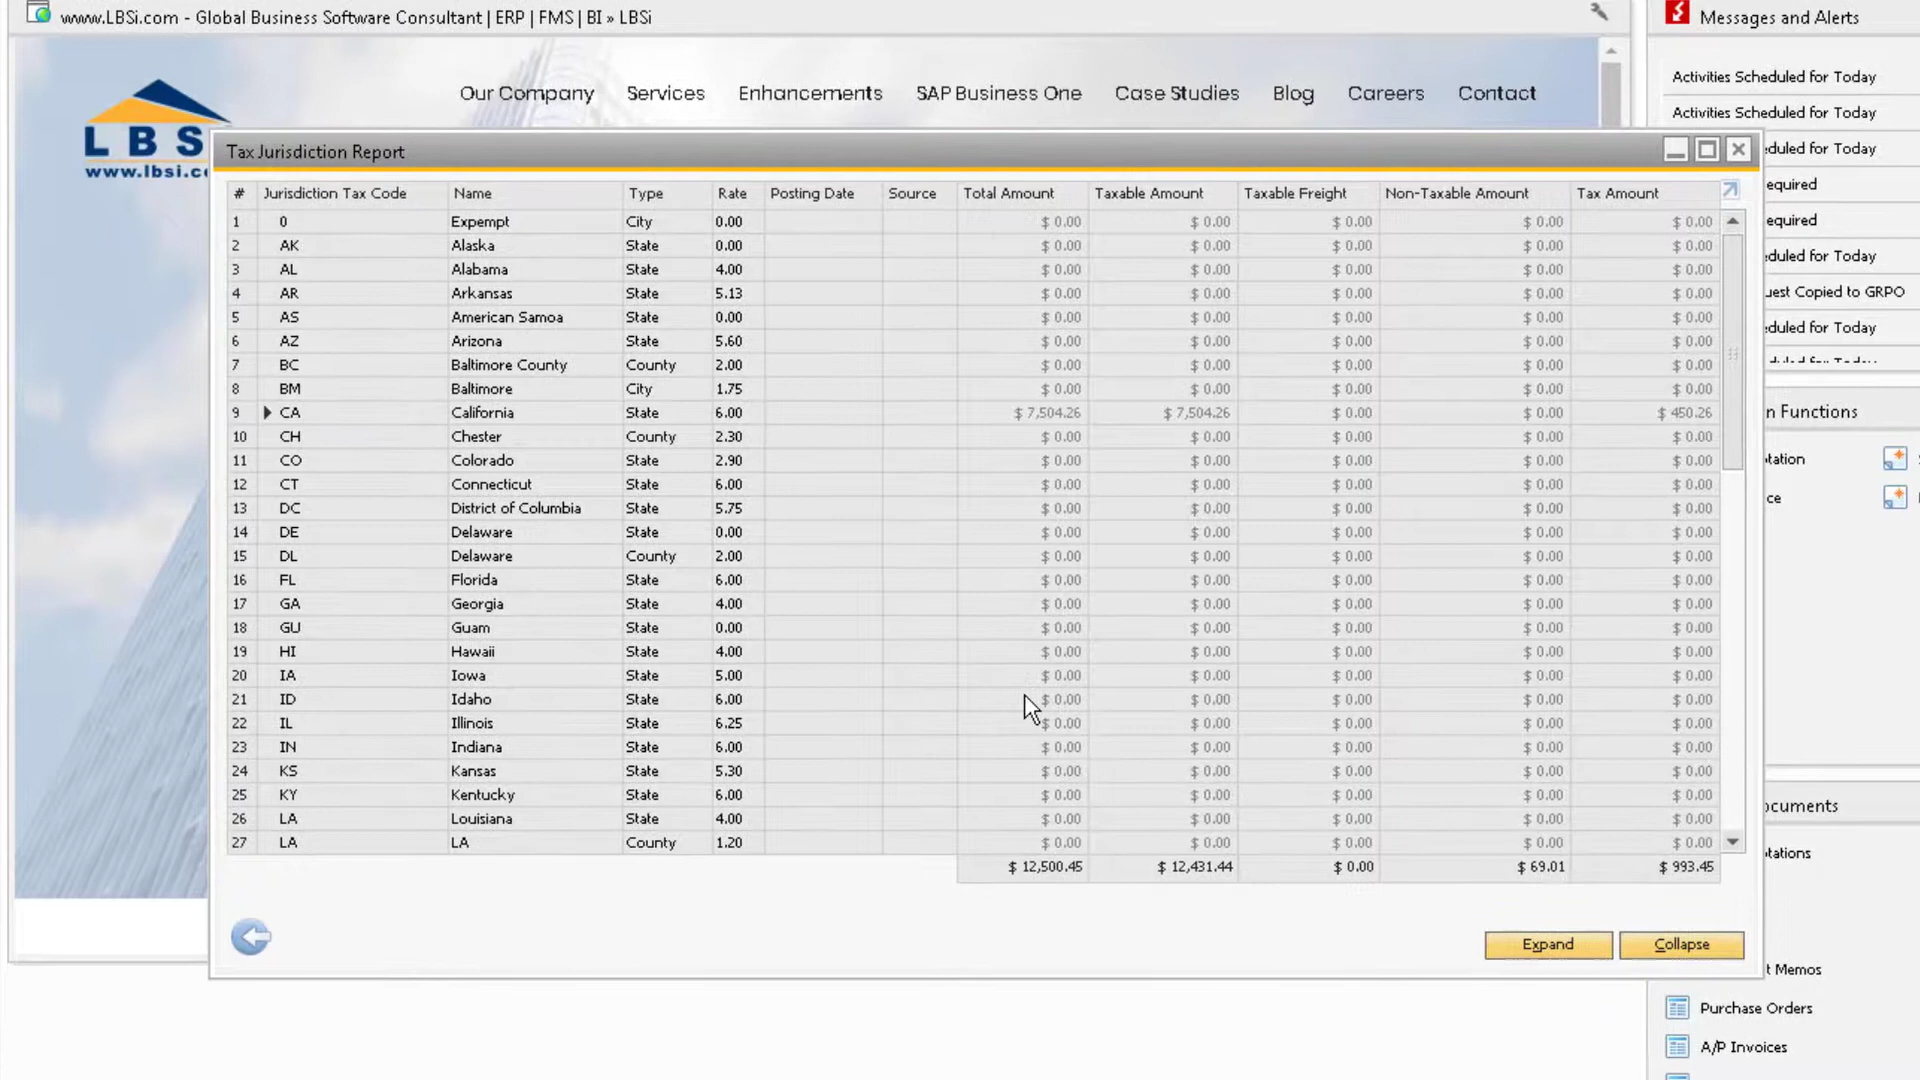 www.LBSi.com - Global Business Software Consultant | ERP | FMS | BI » LBSi
Messages and Alerts
Our Company Services Enhancements SAP Business One Case Studies Blog Careers Contact
Activities Scheduled for Today
Activities Scheduled for Today
L B S
www.lbsi.c
Tax Jurisdiction Report
eduled for Today
equired
equired
eduled for Today
uest Copied to GRPO
eduled for Today
# Jurisdiction Tax Code Name Type Rate Posting Date Source Total Amount Taxable Amount Taxable Freight Non-Taxable Amount Tax Amount
1 0 Expempt City 0.00 $ 0.00 $ 0.00 $ 0.00 $ 0.00 $ 0.00
2 AK Alaska State 0.00 $ 0.00 $ 0.00 $ 0.00 $ 0.00 $ 0.00
3 AL Alabama State 4.00 $ 0.00 $ 0.00 $ 0.00 $ 0.00 $ 0.00
4 AR Arkansas State 5.13 $ 0.00 $ 0.00 $ 0.00 $ 0.00 $ 0.00
5 AS American Samoa State 0.00 $ 0.00 $ 0.00 $ 0.00 $ 0.00 $ 0.00
6 AZ Arizona State 5.60 $ 0.00 $ 0.00 $ 0.00 $ 0.00 $ 0.00
7 BC Baltimore County County 2.00 $ 0.00 $ 0.00 $ 0.00 $ 0.00 $ 0.00
8 BM Baltimore City 1.75 $ 0.00 $ 0.00 $ 0.00 $ 0.00 $ 0.00
9 CA California State 6.00 $ 7,504.26 $ 7,504.26 $ 0.00 $ 0.00 $ 450.26
10 CH Chester County 2.30 $ 0.00 $ 0.00 $ 0.00 $ 0.00 $ 0.00
11 CO Colorado State 2.90 $ 0.00 $ 0.00 $ 0.00 $ 0.00 $ 0.00
12 CT Connecticut State 6.00 $ 0.00 $ 0.00 $ 0.00 $ 0.00 $ 0.00
13 DC District of Columbia State 5.75 $ 0.00 $ 0.00 $ 0.00 $ 0.00 $ 0.00
14 DE Delaware State 0.00 $ 0.00 $ 0.00 $ 0.00 $ 0.00 $ 0.00
15 DL Delaware County 2.00 $ 0.00 $ 0.00 $ 0.00 $ 0.00 $ 0.00
16 FL Florida State 6.00 $ 0.00 $ 0.00 $ 0.00 $ 0.00 $ 0.00
17 GA Georgia State 4.00 $ 0.00 $ 0.00 $ 0.00 $ 0.00 $ 0.00
18 GU Guam State 0.00 $ 0.00 $ 0.00 $ 0.00 $ 0.00 $ 0.00
19 HI Hawaii State 4.00 $ 0.00 $ 0.00 $ 0.00 $ 0.00 $ 0.00
20 IA Iowa State 5.00 $ 0.00 $ 0.00 $ 0.00 $ 0.00 $ 0.00
21 ID Idaho State 6.00 $ 0.00 $ 0.00 $ 0.00 $ 0.00 $ 0.00
22 IL Illinois State 6.25 $ 0.00 $ 0.00 $ 0.00 $ 0.00 $ 0.00
23 IN Indiana State 6.00 $ 0.00 $ 0.00 $ 0.00 $ 0.00 $ 0.00
24 KS Kansas State 5.30 $ 0.00 $ 0.00 $ 0.00 $ 0.00 $ 0.00
25 KY Kentucky State 6.00 $ 0.00 $ 0.00 $ 0.00 $ 0.00 $ 0.00
26 LA Louisiana State 4.00 $ 0.00 $ 0.00 $ 0.00 $ 0.00 $ 0.00
27 LA LA County 1.20 $ 0.00 $ 0.00 $ 0.00 $ 0.00 $ 0.00
$ 12,500.45 $ 12,431.44 $ 0.00 $ 69.01 $ 993.45
Expand Collapse
n Functions
tation
ce
ocuments
tations
t Memos
Purchase Orders
A/P Invoices